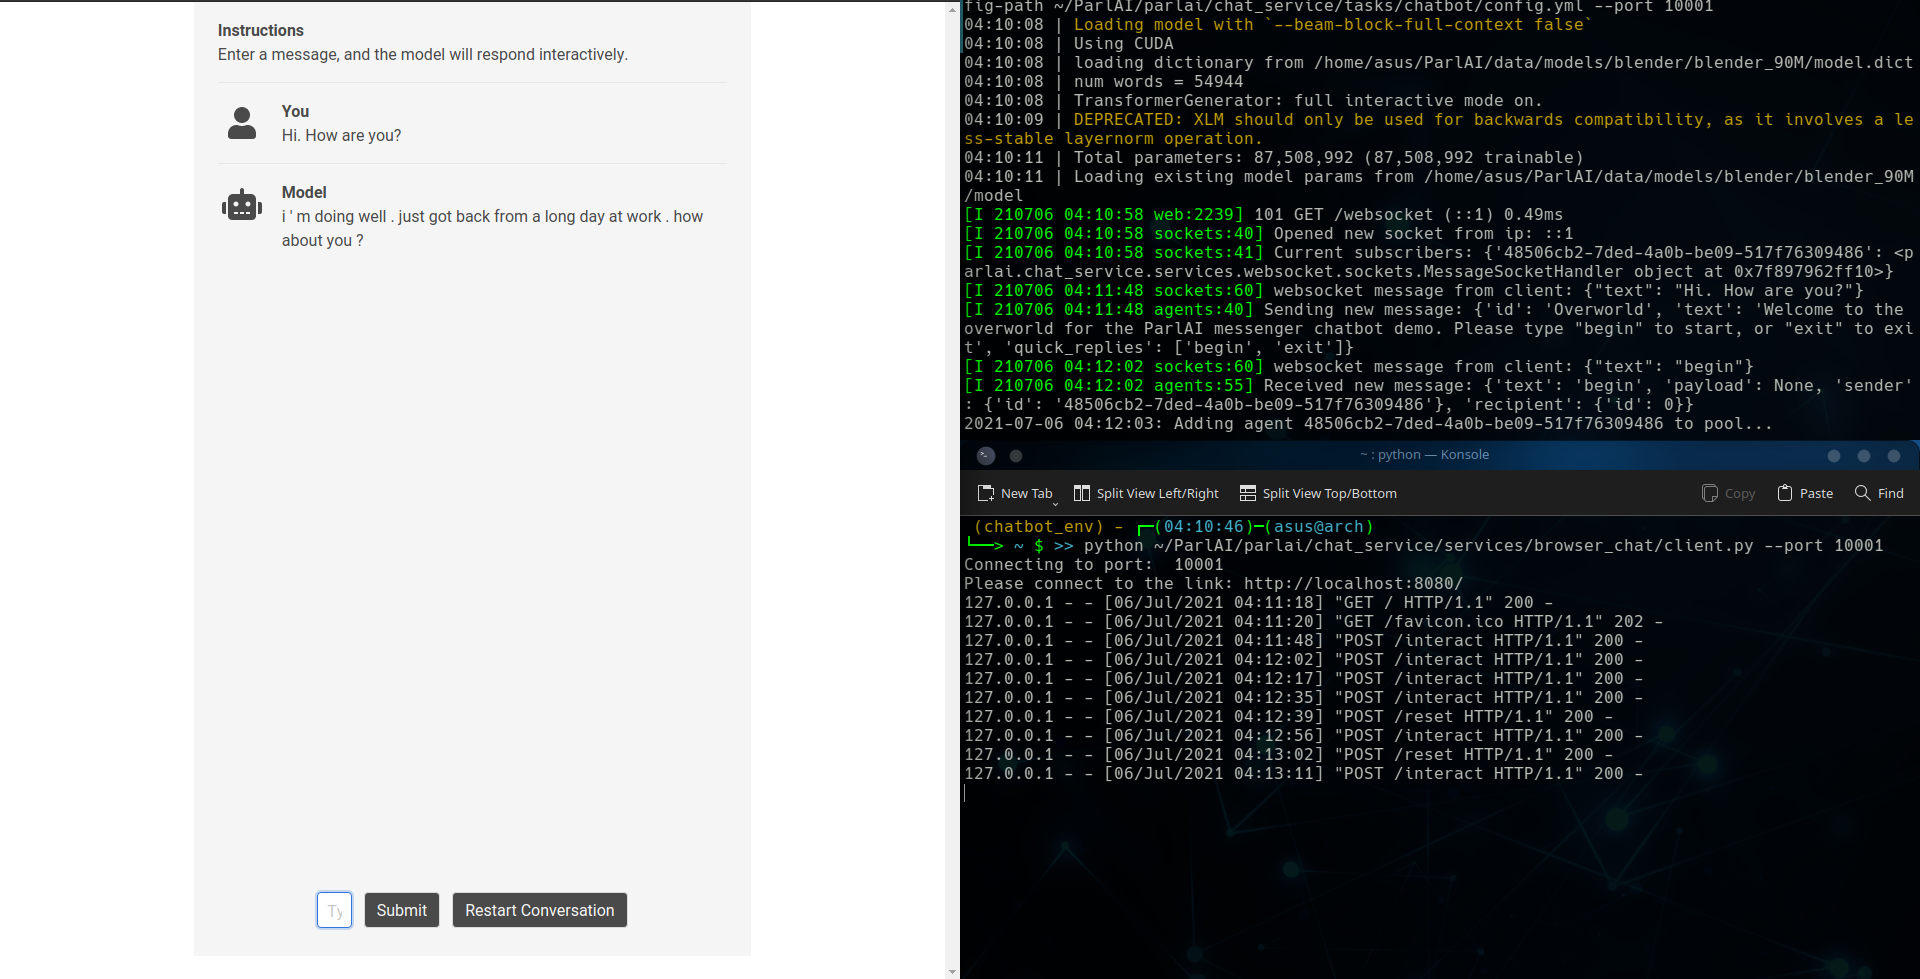 Instructions
Enter a message, and the model will respond interactively.
You
Hi. How are you?
Model
i ' m doing well . just got back from a long day at work . how
about you ?
Ty
Submit
Restart Conversation
fig-path ~/ParlAI/parlai/chat_service/tasks/chatbot/config.yml --port 10001
04:10:08 | Loading model with `--beam-block-full-context false`
04:10:08 | Using CUDA
04:10:08 | loading dictionary from /home/asus/ParlAI/data/models/blender/blender_90M/model.dict
04:10:08 | num words = 54944
04:10:08 | TransformerGenerator: full interactive mode on.
04:10:09 | DEPRECATED: XLM should only be used for backwards compatibility, as it involves a le
ss-stable layernorm operation.
04:10:11 | Total parameters: 87,508,992 (87,508,992 trainable)
04:10:11 | Loading existing model params from /home/asus/ParlAI/data/models/blender/blender_90M
/model
[I 210706 04:10:58 web:2239] 101 GET /websocket (::1) 0.49ms
[I 210706 04:10:58 sockets:40] Opened new socket from ip: ::1
[I 210706 04:10:58 sockets:41] Current subscribers: {'48506cb2-7ded-4a0b-be09-517f76309486': <p
arlai.chat_service.services.websocket.sockets.MessageSocketHandler object at 0x7f897962ff10>}
[I 210706 04:11:48 sockets:60] websocket message from client: {"text": "Hi. How are you?"}
[I 210706 04:11:48 agents:40] Sending new message: {'id': 'Overworld', 'text': 'Welcome to the
overworld for the ParlAI messenger chatbot demo. Please type "begin" to start, or "exit" to exi
t', 'quick_replies': ['begin', 'exit']}
[I 210706 04:12:02 sockets:60] websocket message from client: {"text": "begin"}
[I 210706 04:12:02 agents:55] Received new message: {'text': 'begin', 'payload': None, 'sender'
: {'id': '48506cb2-7ded-4a0b-be09-517f76309486'}, 'recipient': {'id': 0}}
2021-07-06 04:12:03: Adding agent 48506cb2-7ded-4a0b-be09-517f76309486 to pool...
~ : python — Konsole
New Tab Split View Left/Right Split View Top/Bottom Copy Paste Find
(chatbot_env) - ┌─(04:10:46)─(asus@arch)
└──> ~ $ >> python ~/ParlAI/parlai/chat_service/services/browser_chat/client.py --port 10001
Connecting to port:  10001
Please connect to the link: http://localhost:8080/
127.0.0.1 - - [06/Jul/2021 04:11:18] "GET / HTTP/1.1" 200 -
127.0.0.1 - - [06/Jul/2021 04:11:20] "GET /favicon.ico HTTP/1.1" 202 -
127.0.0.1 - - [06/Jul/2021 04:11:48] "POST /interact HTTP/1.1" 200 -
127.0.0.1 - - [06/Jul/2021 04:12:02] "POST /interact HTTP/1.1" 200 -
127.0.0.1 - - [06/Jul/2021 04:12:17] "POST /interact HTTP/1.1" 200 -
127.0.0.1 - - [06/Jul/2021 04:12:35] "POST /interact HTTP/1.1" 200 -
127.0.0.1 - - [06/Jul/2021 04:12:39] "POST /reset HTTP/1.1" 200 -
127.0.0.1 - - [06/Jul/2021 04:12:56] "POST /interact HTTP/1.1" 200 -
127.0.0.1 - - [06/Jul/2021 04:13:02] "POST /reset HTTP/1.1" 200 -
127.0.0.1 - - [06/Jul/2021 04:13:11] "POST /interact HTTP/1.1" 200 -